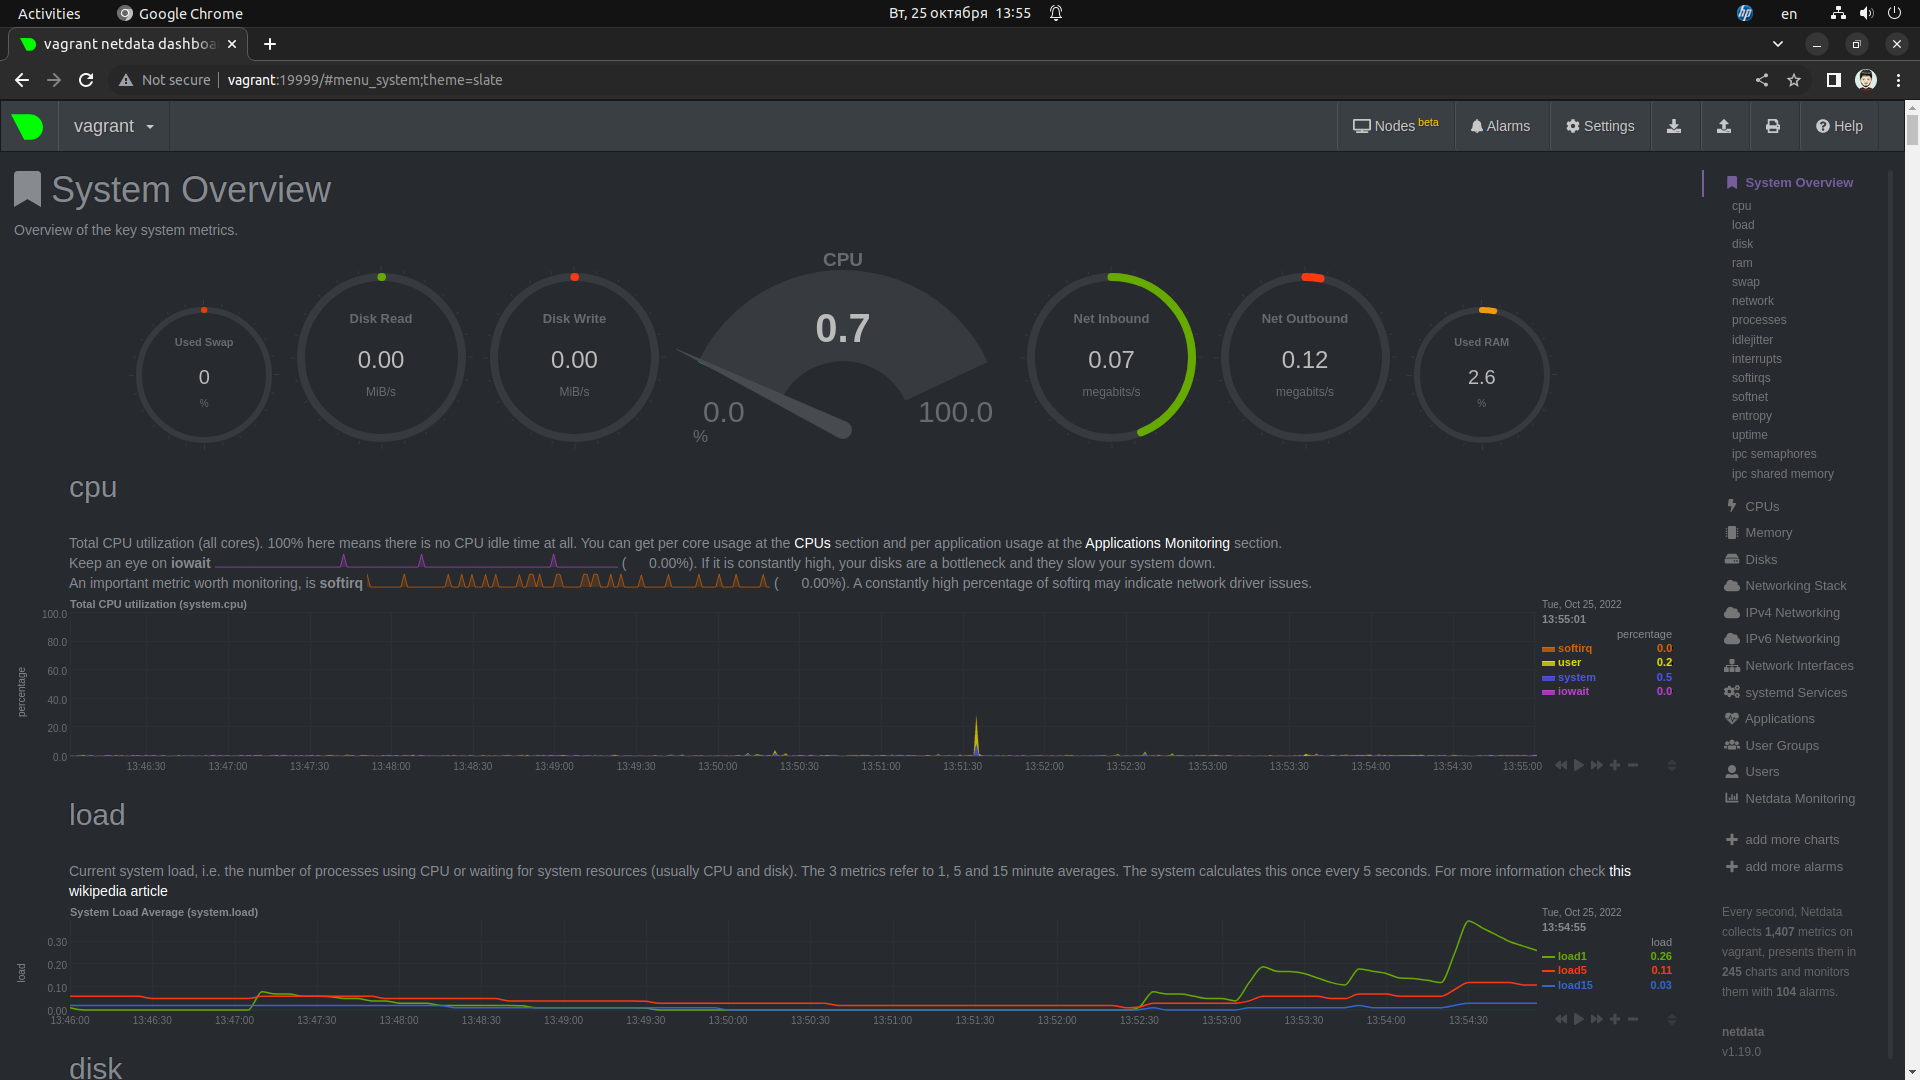 Activities
Google Chrome
Вт, 25 октября 13:55
en
vagrant netdata dashboa
Not secure
vagrant:19999/#menu_system;theme=slate
vagrant
Nodes beta
Alarms
Settings
Help
System Overview
Overview of the key system metrics.
Used Swap
0
%
Disk Read
0.00
MiB/s
Disk Write
0.00
MiB/s
CPU
0.7
0.0
100.0
%
Net Inbound
0.07
megabits/s
Net Outbound
0.12
megabits/s
Used RAM
2.6
%
cpu
Total CPU utilization (all cores). 100% here means there is no CPU idle time at all. You can get per core usage at the CPUs section and per application usage at the Applications Monitoring section.
Keep an eye on iowait ( 0.00%). If it is constantly high, your disks are a bottleneck and they slow your system down.
An important metric worth monitoring, is softirq ( 0.00%). A constantly high percentage of softirq may indicate network driver issues.
Total CPU utilization (system.cpu)
percentage
100.0
80.0
60.0
40.0
20.0
0.0
13:46:30 13:47:00 13:47:30 13:48:00 13:48:30 13:49:00 13:49:30 13:50:00 13:50:30 13:51:00 13:51:30 13:52:00 13:52:30 13:53:00 13:53:30 13:54:00 13:54:30 13:55:00
Tue, Oct 25, 2022
13:55:01
percentage
softirq 0.0
user 0.2
system 0.5
iowait 0.0
load
Current system load, i.e. the number of processes using CPU or waiting for system resources (usually CPU and disk). The 3 metrics refer to 1, 5 and 15 minute averages. The system calculates this once every 5 seconds. For more information check this
wikipedia article
System Load Average (system.load)
load
0.30
0.20
0.10
0.00
13:46:00 13:46:30 13:47:00 13:47:30 13:48:00 13:48:30 13:49:00 13:49:30 13:50:00 13:50:30 13:51:00 13:51:30 13:52:00 13:52:30 13:53:00 13:53:30 13:54:00 13:54:30
Tue, Oct 25, 2022
13:54:55
load
load1 0.26
load5 0.11
load15 0.03
disk
System Overview
cpu
load
disk
ram
swap
network
processes
idlejitter
interrupts
softirqs
softnet
entropy
uptime
ipc semaphores
ipc shared memory
CPUs
Memory
Disks
Networking Stack
IPv4 Networking
IPv6 Networking
Network Interfaces
systemd Services
Applications
User Groups
Users
Netdata Monitoring
add more charts
add more alarms
Every second, Netdata
collects 1,407 metrics on
vagrant, presents them in
245 charts and monitors
them with 104 alarms.
netdata
v1.19.0